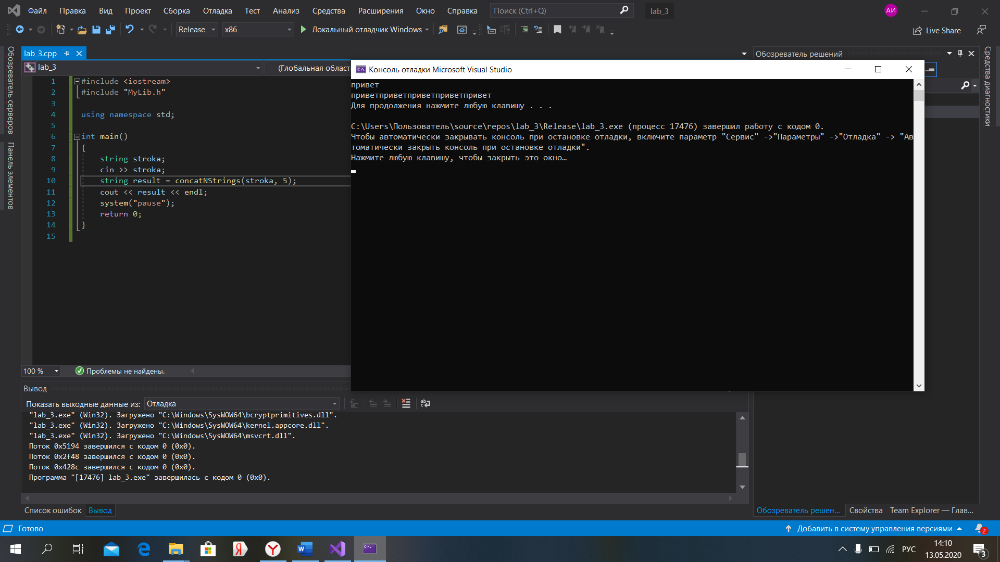 Файл Правка Вид Проект Сборка Отладка Тест Анализ Средства Расширения Окно Справка Поиск (Ctrl+Q) lab_3 АИ
Release x86 Локальный отладчик Windows Live Share
Обозреватель серверов
Панель элементов
lab_3.cpp
lab_3 (Глобальная област
1 #include <iostream>
2 #include "MyLib.h"
3
4 using namespace std;
5
6 int main()
7 {
8 string stroka;
9 cin >> stroka;
10 string result = concatNStrings(stroka, 5);
11 cout << result << endl;
12 system("pause");
13 return 0;
14 }
15
100 % Проблемы не найдены.
Консоль отладки Microsoft Visual Studio
привет
приветприветприветприветпривет
Для продолжения нажмите любую клавишу . . .
C:\Users\Пользователь\source\repos\lab_3\Release\lab_3.exe (процесс 17476) завершил работу с кодом 0.
Чтобы автоматически закрывать консоль при остановке отладки, включите параметр "Сервис" ->"Параметры" ->"Отладка" -> "Ав
томатически закрыть консоль при остановке отладки".
Нажмите любую клавишу, чтобы закрыть это окно…
Обозреватель решений
Средства диагностики
Вывод
Показать выходные данные из: Отладка
"lab_3.exe" (Win32). Загружено "C:\Windows\SysWOW64\bcryptprimitives.dll".
"lab_3.exe" (Win32). Загружено "C:\Windows\SysWOW64\kernel.appcore.dll".
"lab_3.exe" (Win32). Загружено "C:\Windows\SysWOW64\msvcrt.dll".
Поток 0x5194 завершился с кодом 0 (0x0).
Поток 0x2f48 завершился с кодом 0 (0x0).
Поток 0x428c завершился с кодом 0 (0x0).
Программа "[17476] lab_3.exe" завершилась с кодом 0 (0x0).
Список ошибок Вывод
Обозреватель решен... Свойства Team Explorer — Глав...
Готово Добавить в систему управления версиями 2
РУС 14:10
13.05.2020 3